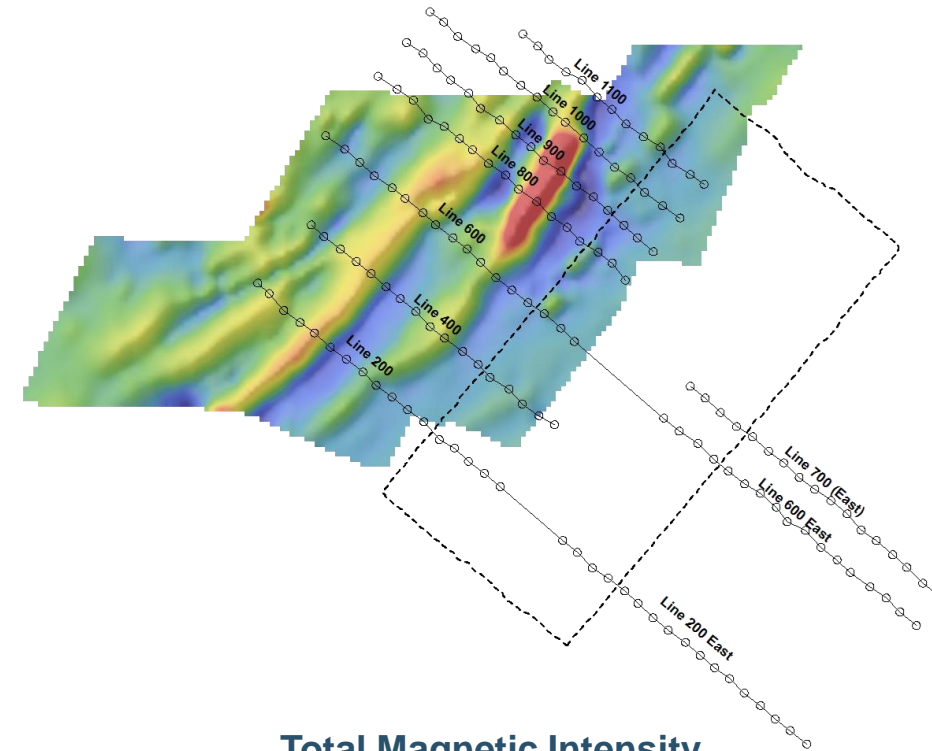 Line 1100
Line 1000
Line 900
Line 800
Line 600
Line 400
Line 200
Line 700 (East)
Line 600 East
Line 200 East
Total Magnetic Intensity